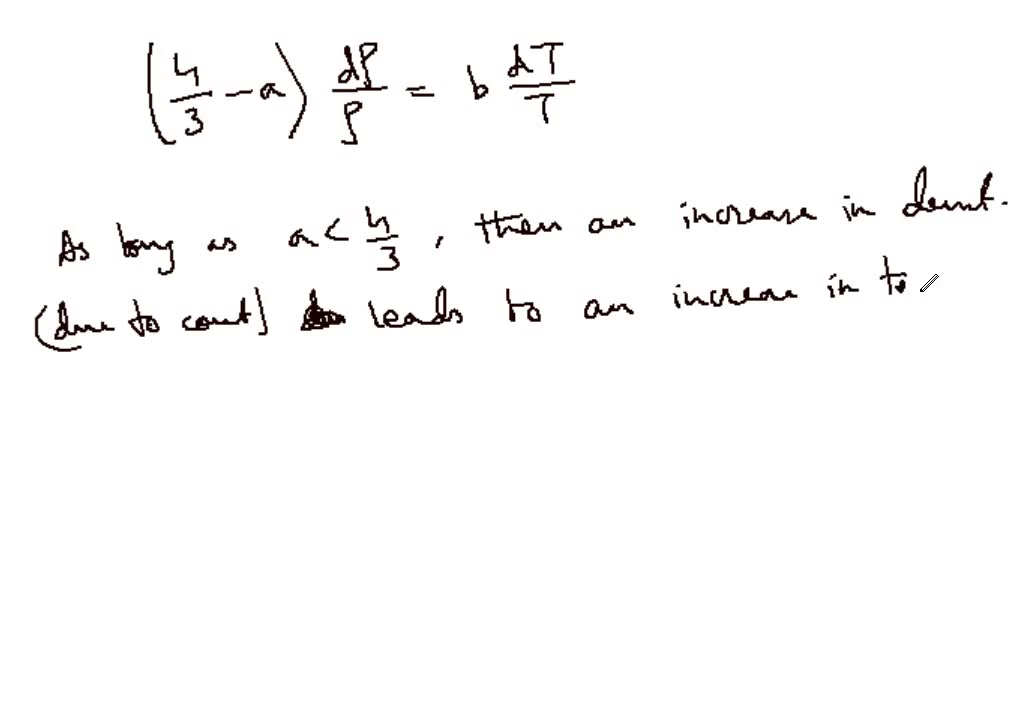 (4/3 - a) dρ/ρ = b dT/T
As long as a < 4/3, then an increase in denst.
(due to cont) leads to an increase in te